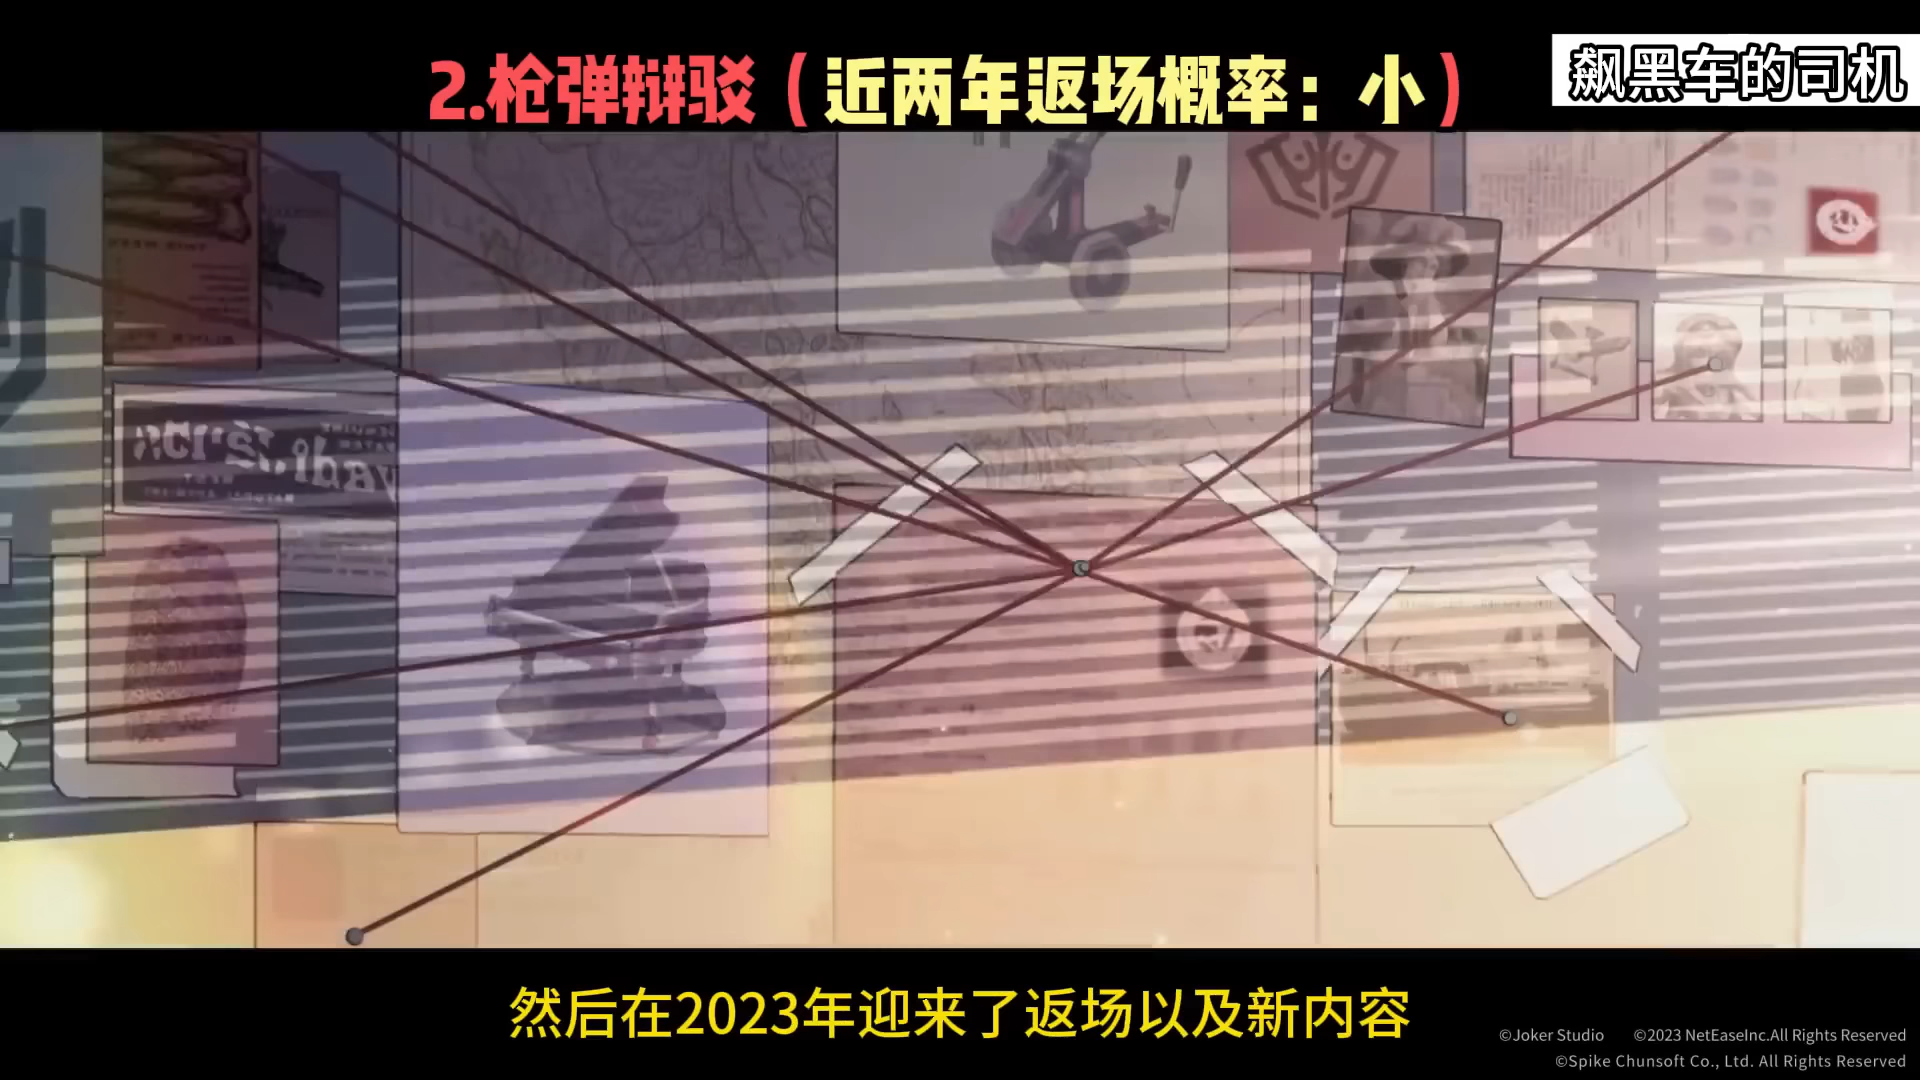 2.枪弹辩驳（近两年返场概率：小）
飙黑车的司机
然后在2023年迎来了返场以及新内容
©Joker Studio ©2023 NetEaseInc.All Rights Reserved
©Spike Chunsoft Co., Ltd. All Rights Reserved